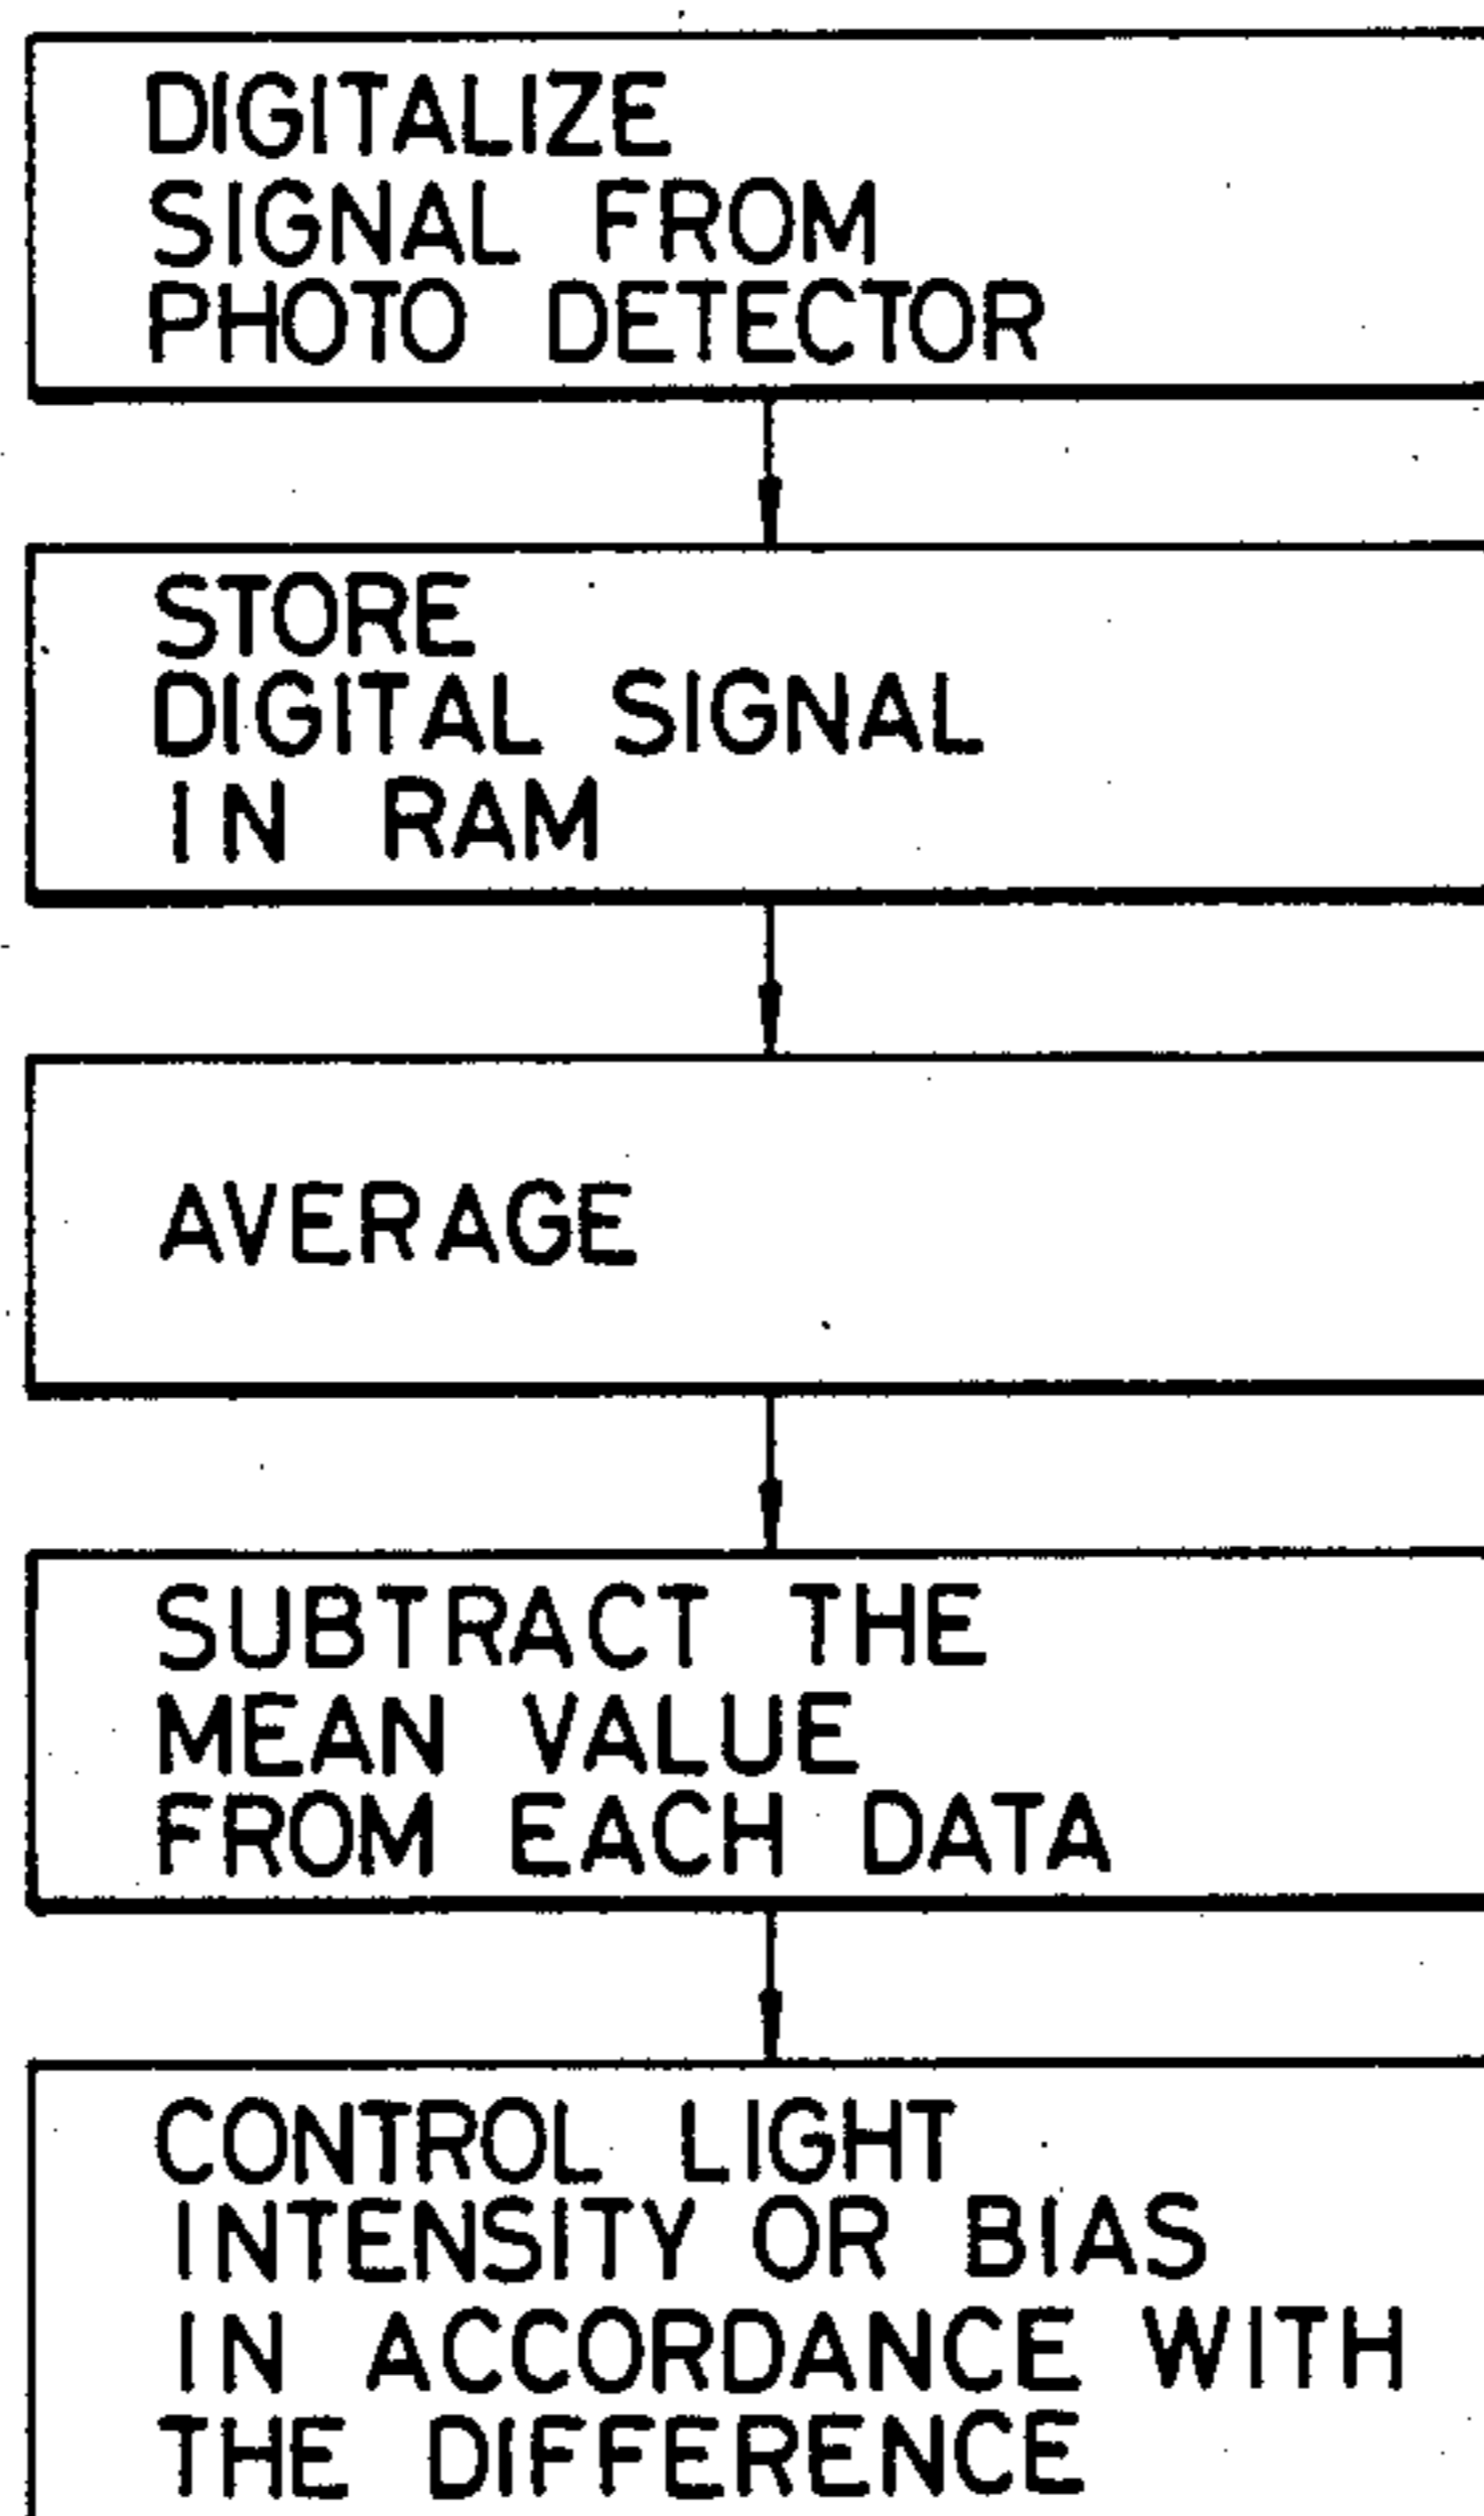 DIGITALIZE
SIGNAL FROM
PHOTO DETECTOR
STORE
DIGITAL SIGNAL
IN RAM
AVERAGE
SUBTRACT THE
MEAN VALUE
FROM EACH DATA
CONTROL LIGHT
INTENSITY OR BIAS
IN ACCORDANCE WITH
THE DIFFERENCE